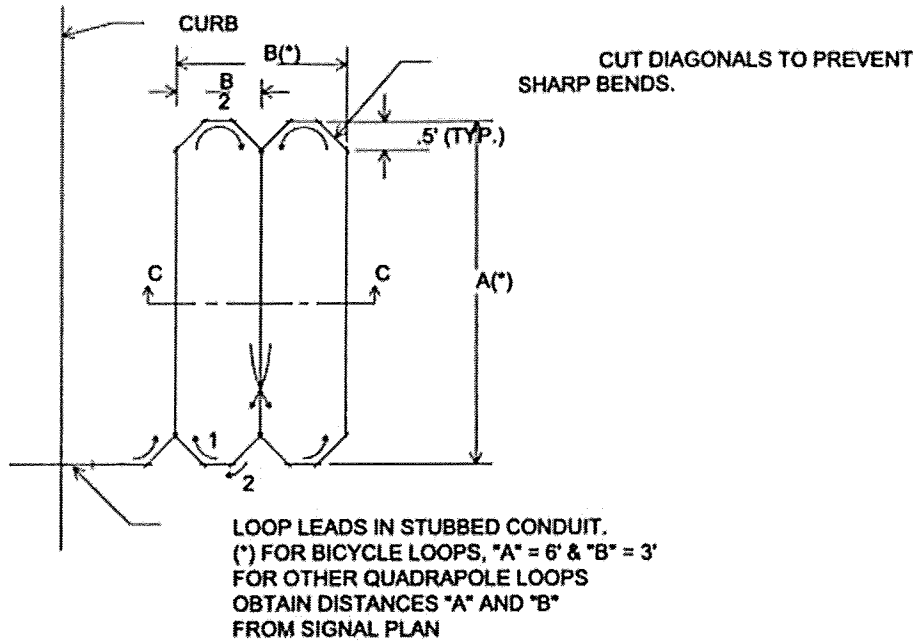 CURB
B(*)
CUT DIAGONALS TO PREVENT
SHARP BENDS.
B
2
.5' (TYP.)
C
C
A(*)
1
2
LOOP LEADS IN STUBBED CONDUIT.
(*) FOR BICYCLE LOOPS, "A" = 6' & "B" = 3'
FOR OTHER QUADRAPOLE LOOPS
OBTAIN DISTANCES "A" AND "B"
FROM SIGNAL PLAN